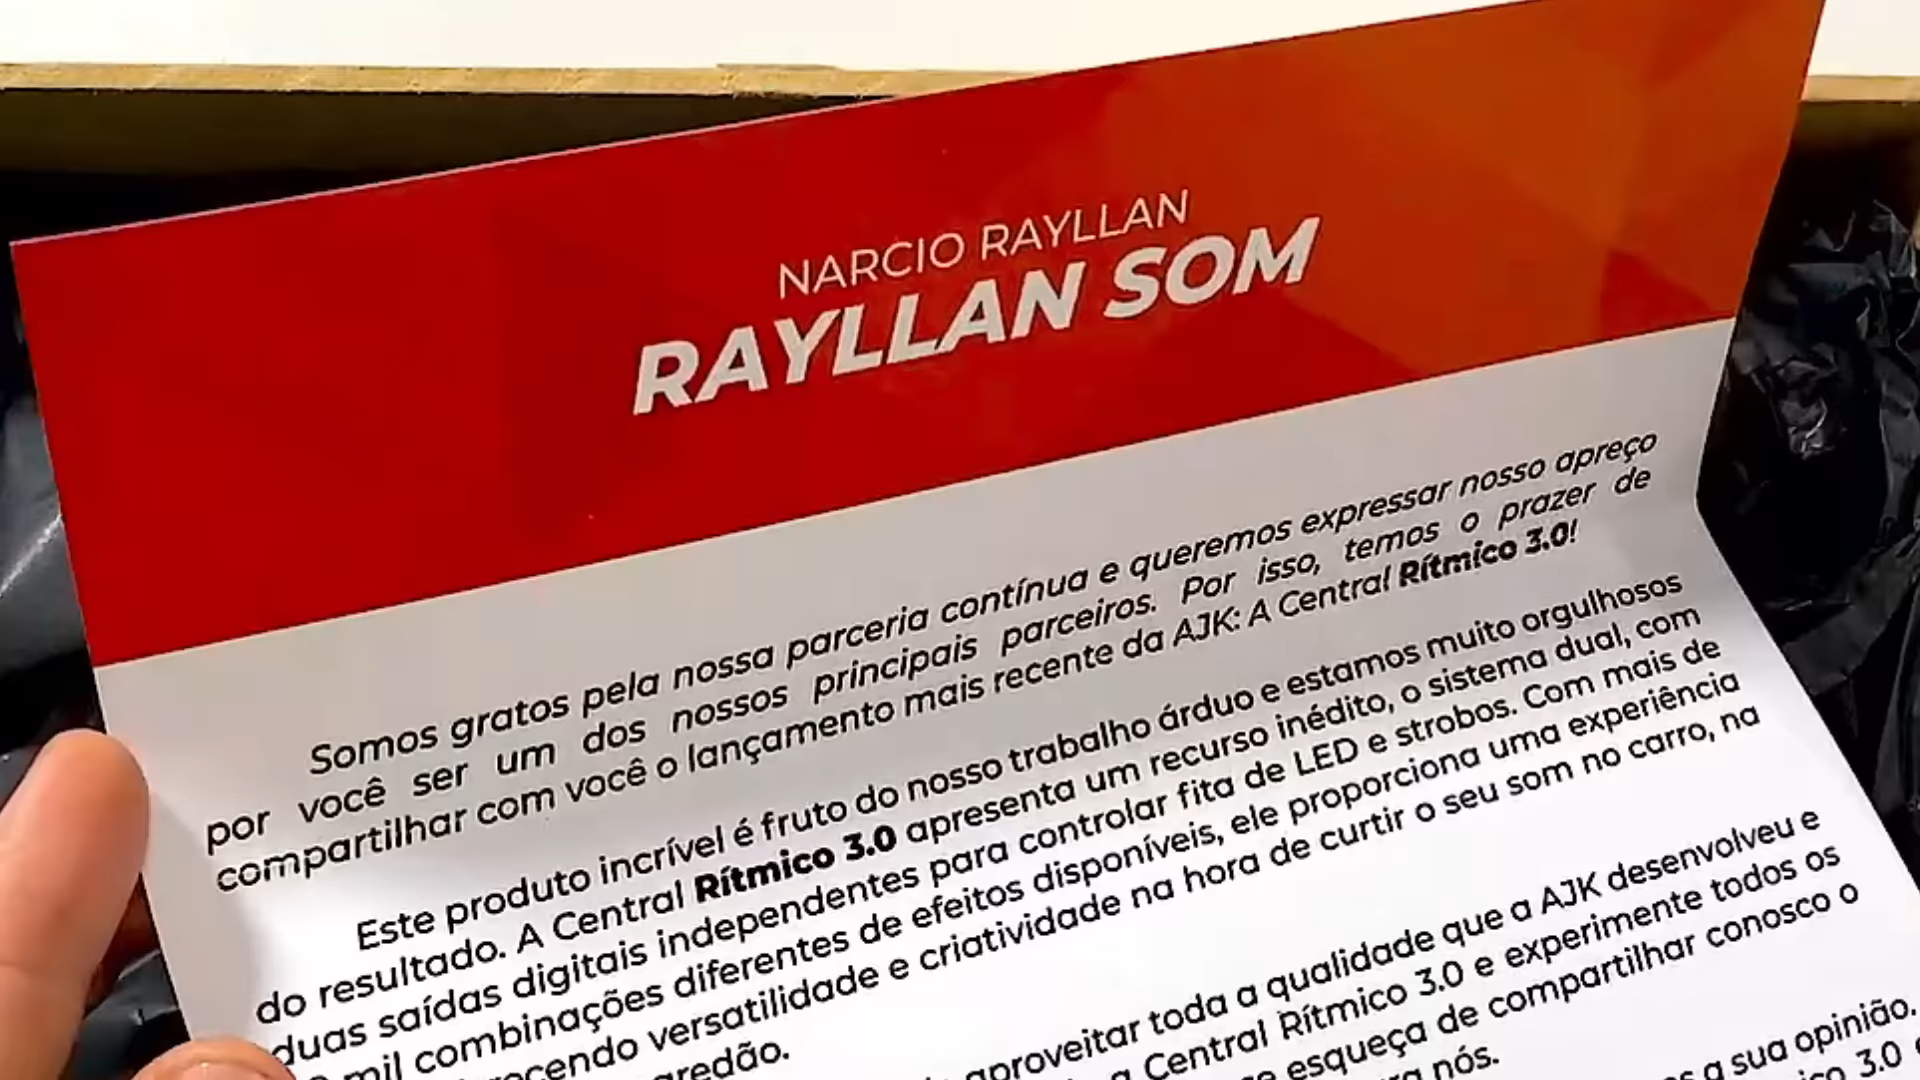 NARCIO RAYLLAN
RAYLLAN SOM
Somos gratos pela nossa parceria contínua e queremos expressar nosso apreço
por você ser um dos nossos principais parceiros. Por isso, temos o prazer de
compartilhar com você o lançamento mais recente da AJK: A Central Rítmico 3.0!
Este produto incrível é fruto do nosso trabalho árduo e estamos muito orgulhosos
do resultado. A Central Rítmico 3.0 apresenta um recurso inédito, o sistema dual, com
duas saídas digitais independentes para controlar fita de LED e strobos. Com mais de
mil combinações diferentes de efeitos disponíveis, ele proporciona uma experiência
versatilidade e criatividade na hora de curtir o seu som no carro, na
aproveitar toda a qualidade que a AJK desenvolveu e
a Central Rítmico 3.0 e experimente todos os
esqueça de compartilhar conosco o
nós.
a sua opinião.
3.0